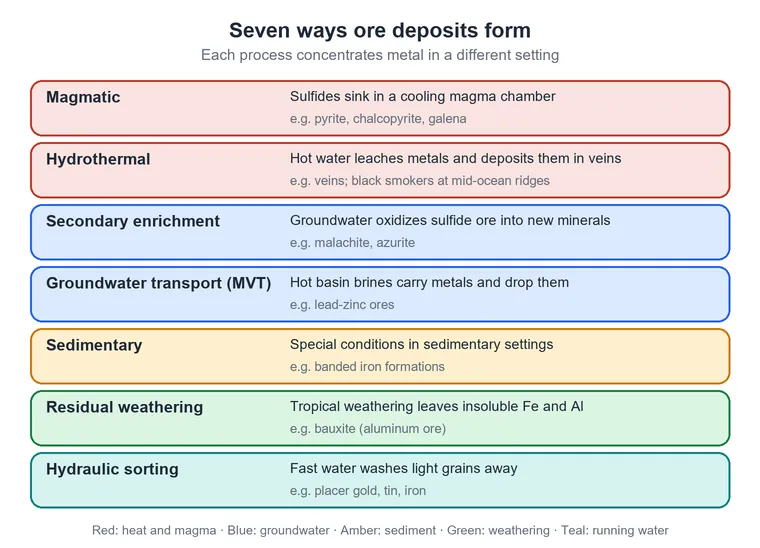 Seven ways ore deposits form
Each process concentrates metal in a different setting
Magmatic
Sulfides sink in a cooling magma chamber
e.g. pyrite, chalcopyrite, galena
Hydrothermal
Hot water leaches metals and deposits them in veins
e.g. veins; black smokers at mid-ocean ridges
Secondary enrichment
Groundwater oxidizes sulfide ore into new minerals
e.g. malachite, azurite
Groundwater transport (MVT)
Hot basin brines carry metals and drop them
e.g. lead-zinc ores
Sedimentary
Special conditions in sedimentary settings
e.g. banded iron formations
Residual weathering
Tropical weathering leaves insoluble Fe and Al
e.g. bauxite (aluminum ore)
Hydraulic sorting
Fast water washes light grains away
e.g. placer gold, tin, iron
Red: heat and magma · Blue: groundwater · Amber: sediment · Green: weathering · Teal: running water